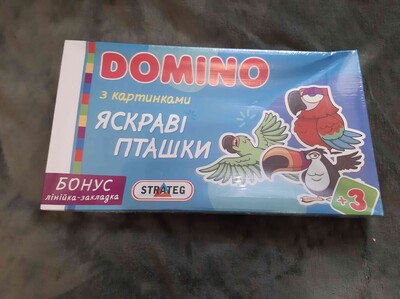 DOMINO
з картинками
ЯСКРАВІ
ПТАШКИ
БОНУС
лінійка-закладка
STRATEG
+3